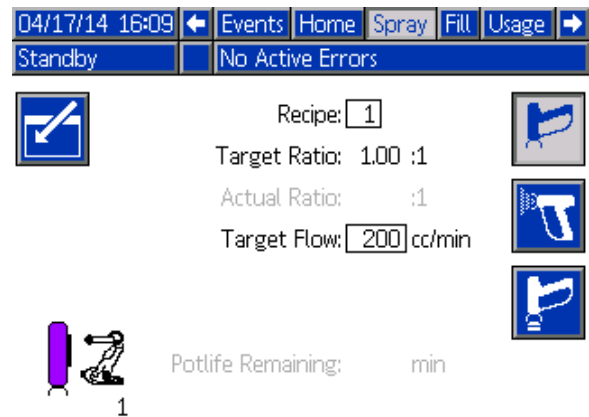 04/17/14 16:09 Events Home Spray Fill Usage
Standby No Active Errors
Recipe: 1
Target Ratio: 1.00 :1
Actual Ratio: :1
Target Flow: 200 cc/min
Potlife Remaining: min
1